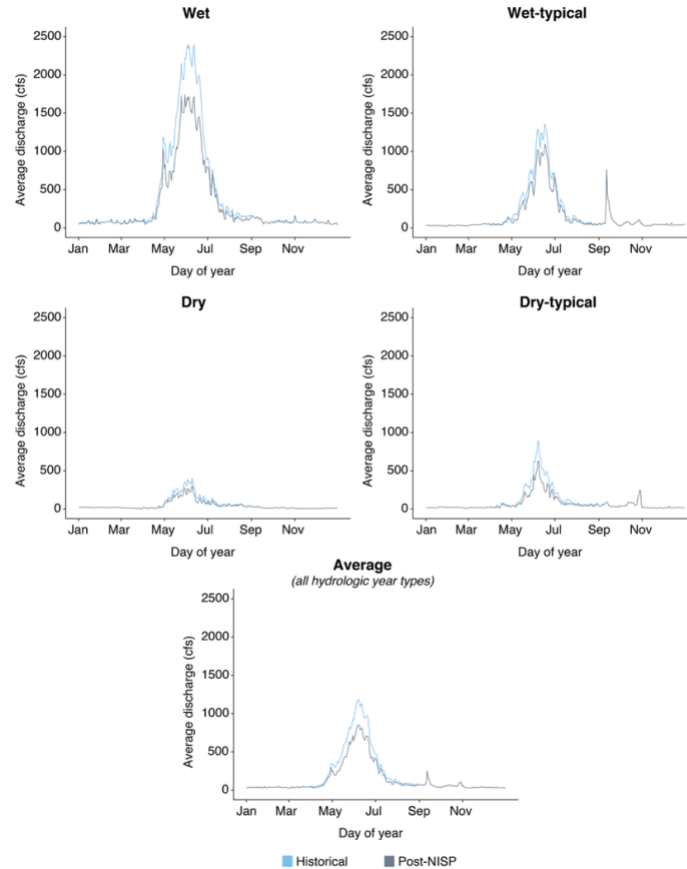 Wet
Average discharge (cfs)
2500
2000
1500
1000
500
0
Jan Mar May Jul Sep Nov
Day of year
Wet-typical
Average discharge (cfs)
2500
2000
1500
1000
500
0
Jan Mar May Jul Sep Nov
Day of year
Dry
Average discharge (cfs)
2500
2000
1500
1000
500
0
Jan Mar May Jul Sep Nov
Day of year
Dry-typical
Average discharge (cfs)
2500
2000
1500
1000
500
0
Jan Mar May Jul Sep Nov
Day of year
Average
(all hydrologic year types)
Average discharge (cfs)
2500
2000
1500
1000
500
0
Jan Mar May Jul Sep Nov
Day of year
Historical Post-NISP